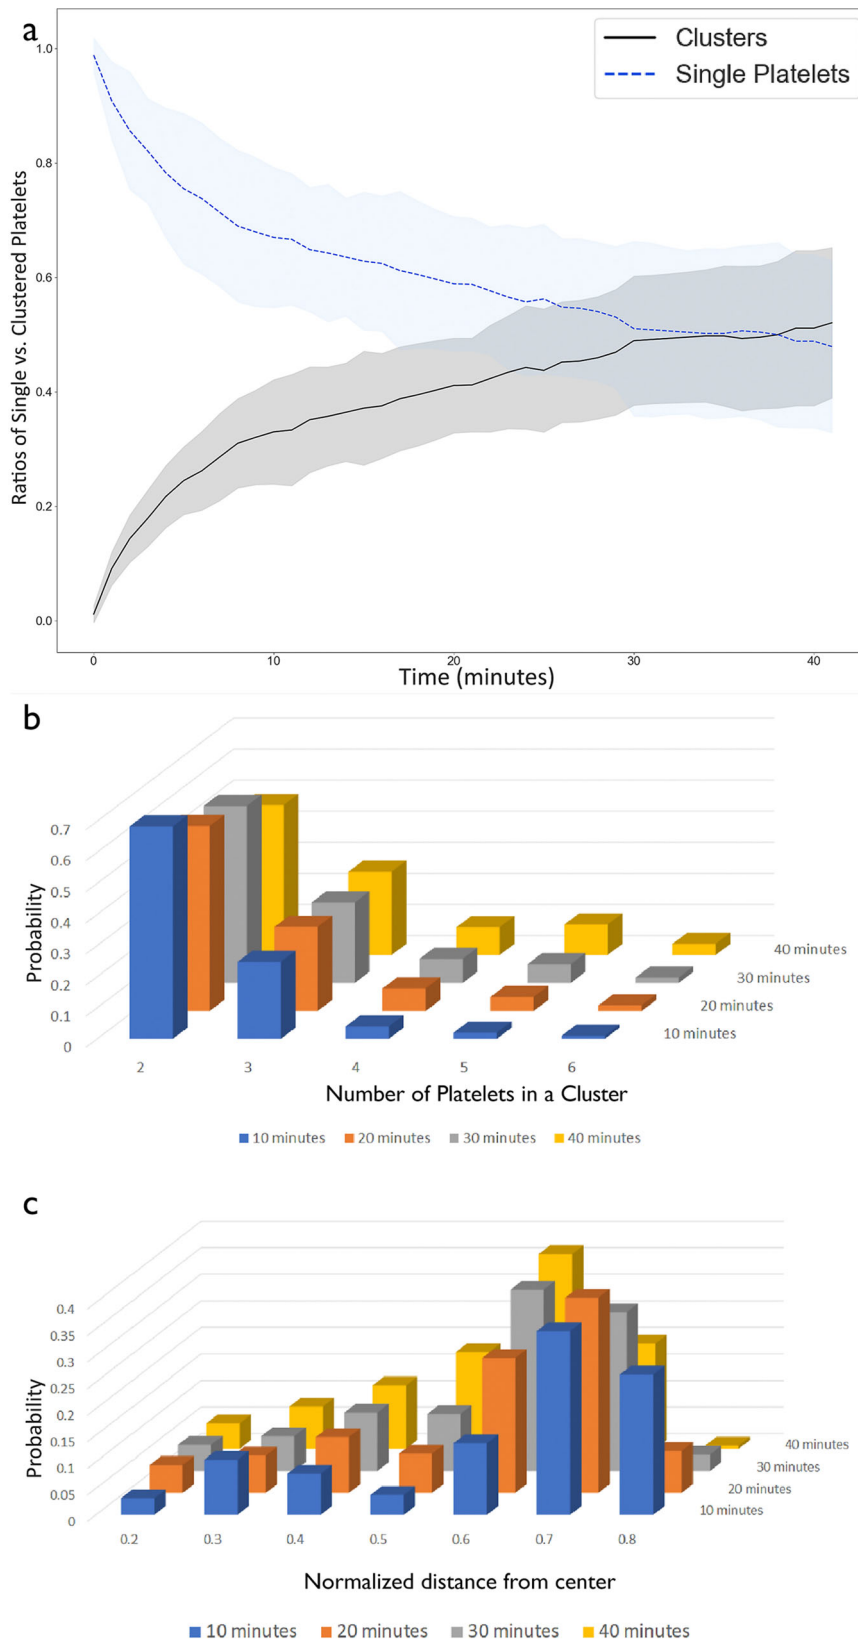 a
Clusters
Single Platelets
Ratios of Single vs. Clustered Platelets
1.0
0.8
0.6
0.4
0.2
0.0
0 10 20 30 40
Time (minutes)
b
Probability
0.7
0.6
0.5
0.4
0.3
0.2
0.1
0
40 minutes
30 minutes
20 minutes
10 minutes
2 3 4 5 6
Number of Platelets in a Cluster
10 minutes 20 minutes 30 minutes 40 minutes
c
Probability
0.4
0.35
0.3
0.25
0.2
0.15
0.1
0.05
0
40 minutes
30 minutes
20 minutes
10 minutes
0.2 0.3 0.4 0.5 0.6 0.7 0.8
Normalized distance from center
10 minutes 20 minutes 30 minutes 40 minutes